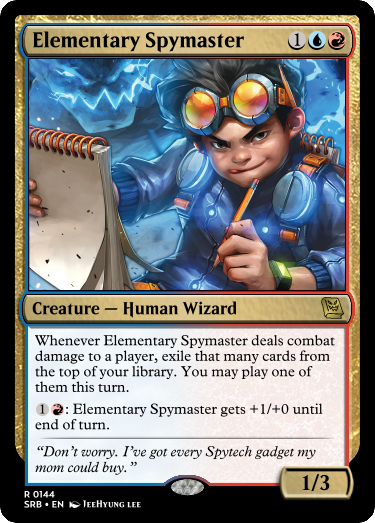 Elementary Spymaster 1
Creature — Human Wizard
Whenever Elementary Spymaster deals combat
damage to a player, exile that many cards from
the top of your library. You may play one of
them this turn.
1 : Elementary Spymaster gets +1/+0 until
end of turn.
“Don’t worry. I’ve got every Spytech gadget my
mom could buy.”
1/3
R 0144
SRB • EN JeeHyung lee